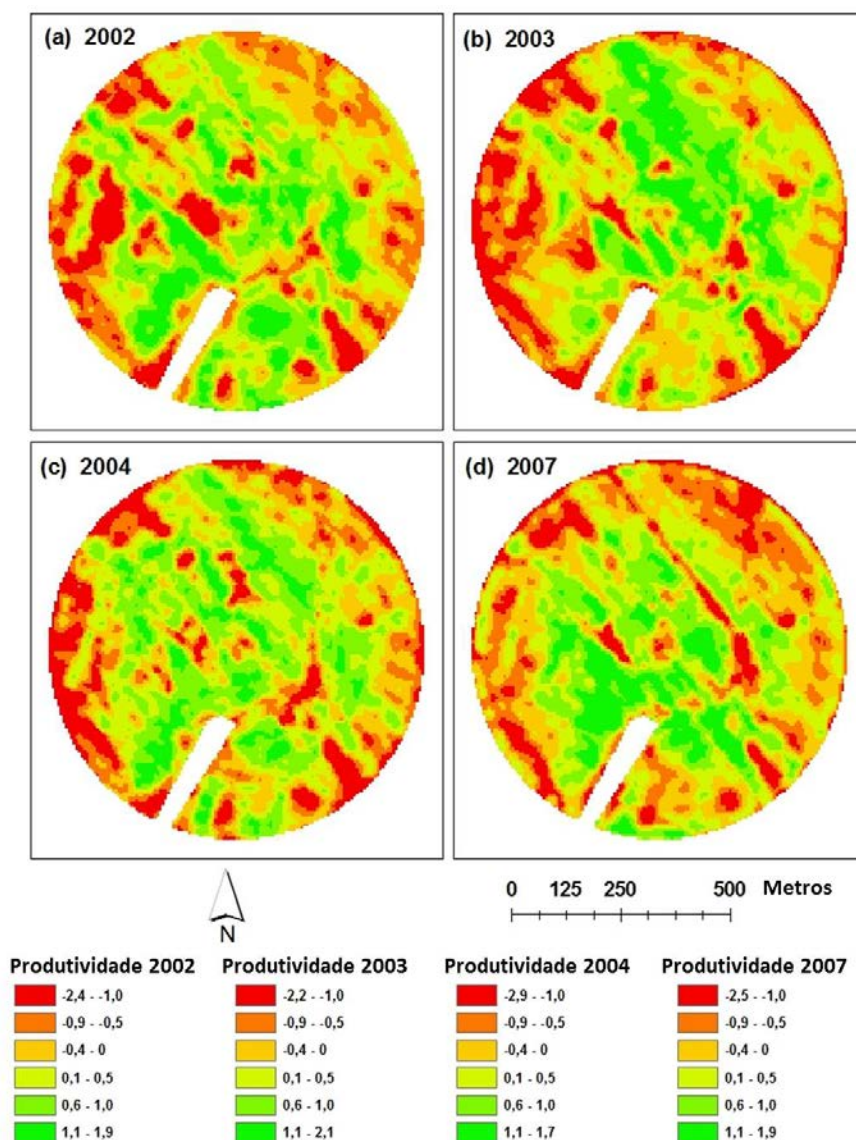 (a) 2002
(b) 2003
(c) 2004
(d) 2007
N
0 125 250 500 Metros
Produtividade 2002
-2,4 - -1,0
-0,9 - -0,5
-0,4 - 0
0,1 - 0,5
0,6 - 1,0
1,1 - 1,9
Produtividade 2003
-2,2 - -1,0
-0,9 - -0,5
-0,4 - 0
0,1 - 0,5
0,6 - 1,0
1,1 - 2,1
Produtividade 2004
-2,9 - -1,0
-0,9 - -0,5
-0,4 - 0
0,1 - 0,5
0,6 - 1,0
1,1 - 1,7
Produtividade 2007
-2,5 - -1,0
-0,9 - -0,5
-0,4 - 0
0,1 - 0,5
0,6 - 1,0
1,1 - 1,9